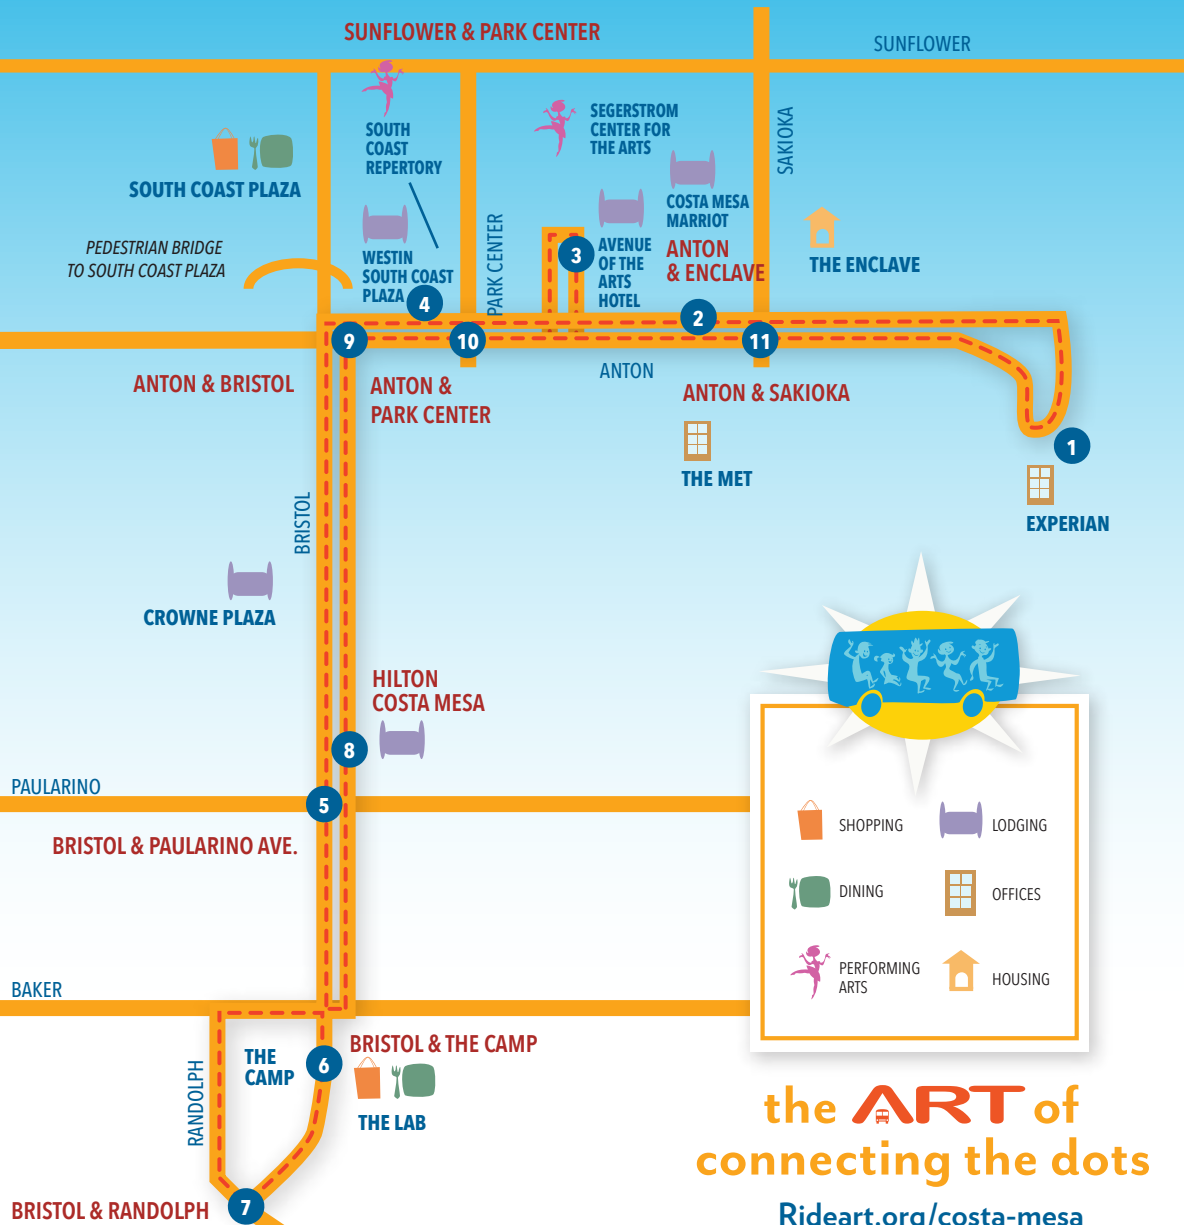 SUNFLOWER & PARK CENTER
SUNFLOWER
SAKIOKA
SOUTH
COAST
REPERTORY
SEGERSTROM
CENTER FOR
THE ARTS
SOUTH COAST PLAZA
COSTA MESA
MARRIOT
PARK CENTER
PEDESTRIAN BRIDGE
TO SOUTH COAST PLAZA
WESTIN
SOUTH COAST
PLAZA
4
3
AVENUE
OF THE
ARTS
HOTEL
ANTON
& ENCLAVE
THE ENCLAVE
2
9
10
11
ANTON
ANTON & BRISTOL
ANTON &
PARK CENTER
ANTON & SAKIOKA
THE MET
1
EXPERIAN
BRISTOL
CROWNE PLAZA
HILTON
COSTA MESA
8
PAULARINO
5
BRISTOL & PAULARINO AVE.
SHOPPING
LODGING
DINING
OFFICES
PERFORMING
ARTS
HOUSING
BAKER
BRISTOL & THE CAMP
THE
CAMP
6
THE LAB
RANDOLPH
BRISTOL & RANDOLPH
7
the ART of
connecting the dots
Rideart.org/costa-mesa